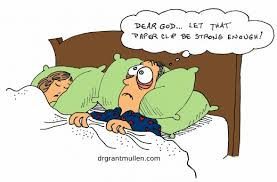 DEAR GOD... LET THAT
PAPER CLIP BE STRONG ENOUGH!
drgrantmullen.com